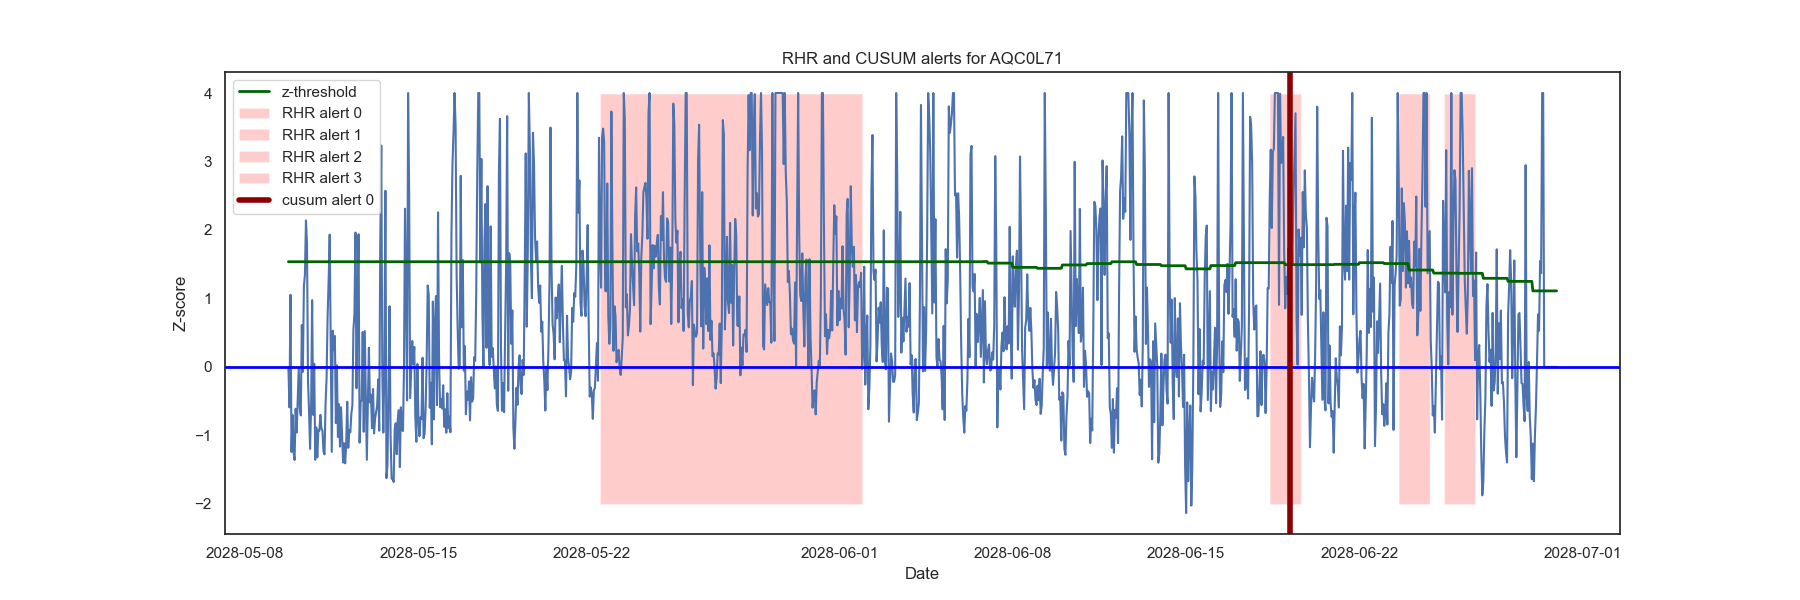 RHR and CUSUM alerts for AQC0L71
z-threshold
RHR alert 0
RHR alert 1
RHR alert 2
RHR alert 3
cusum alert 0
4
3
2
1
0
−1
−2
Z-score
2028-05-08 2028-05-15 2028-05-22 2028-06-01 2028-06-08 2028-06-15 2028-06-22 2028-07-01
Date